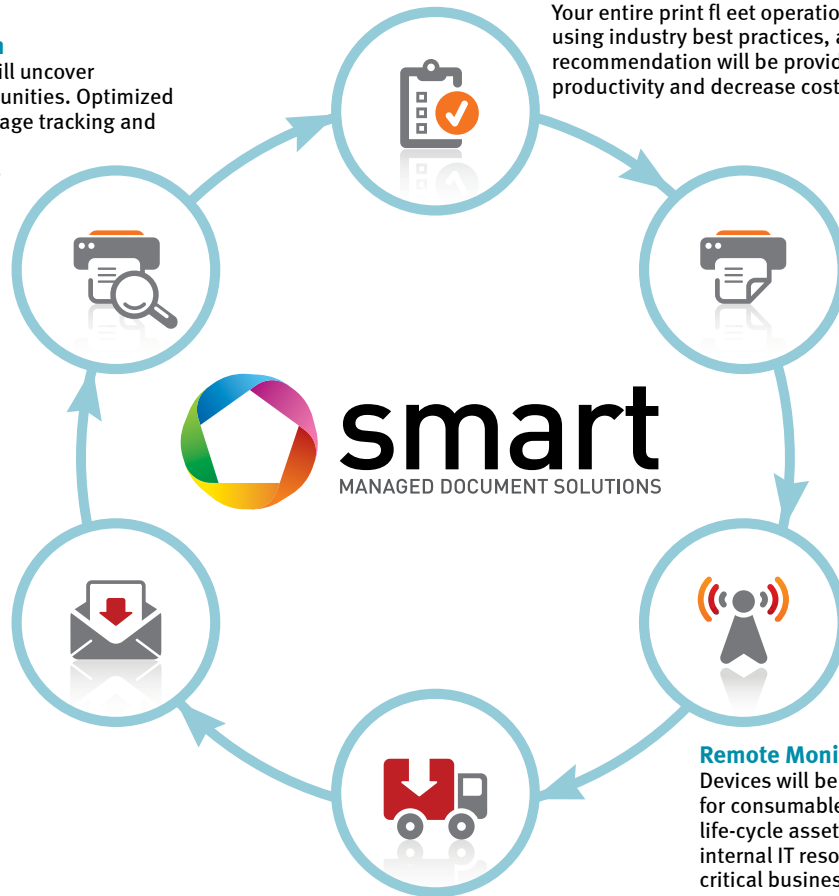 Your entire print fl eet operatio
using industry best practices, a
recommendation will be provid
productivity and decrease cost
ill uncover
unities. Optimized
age tracking and
smart
MANAGED DOCUMENT SOLUTIONS
Remote Moni
Devices will be
for consumable
life-cycle asset
internal IT reso
critical busines